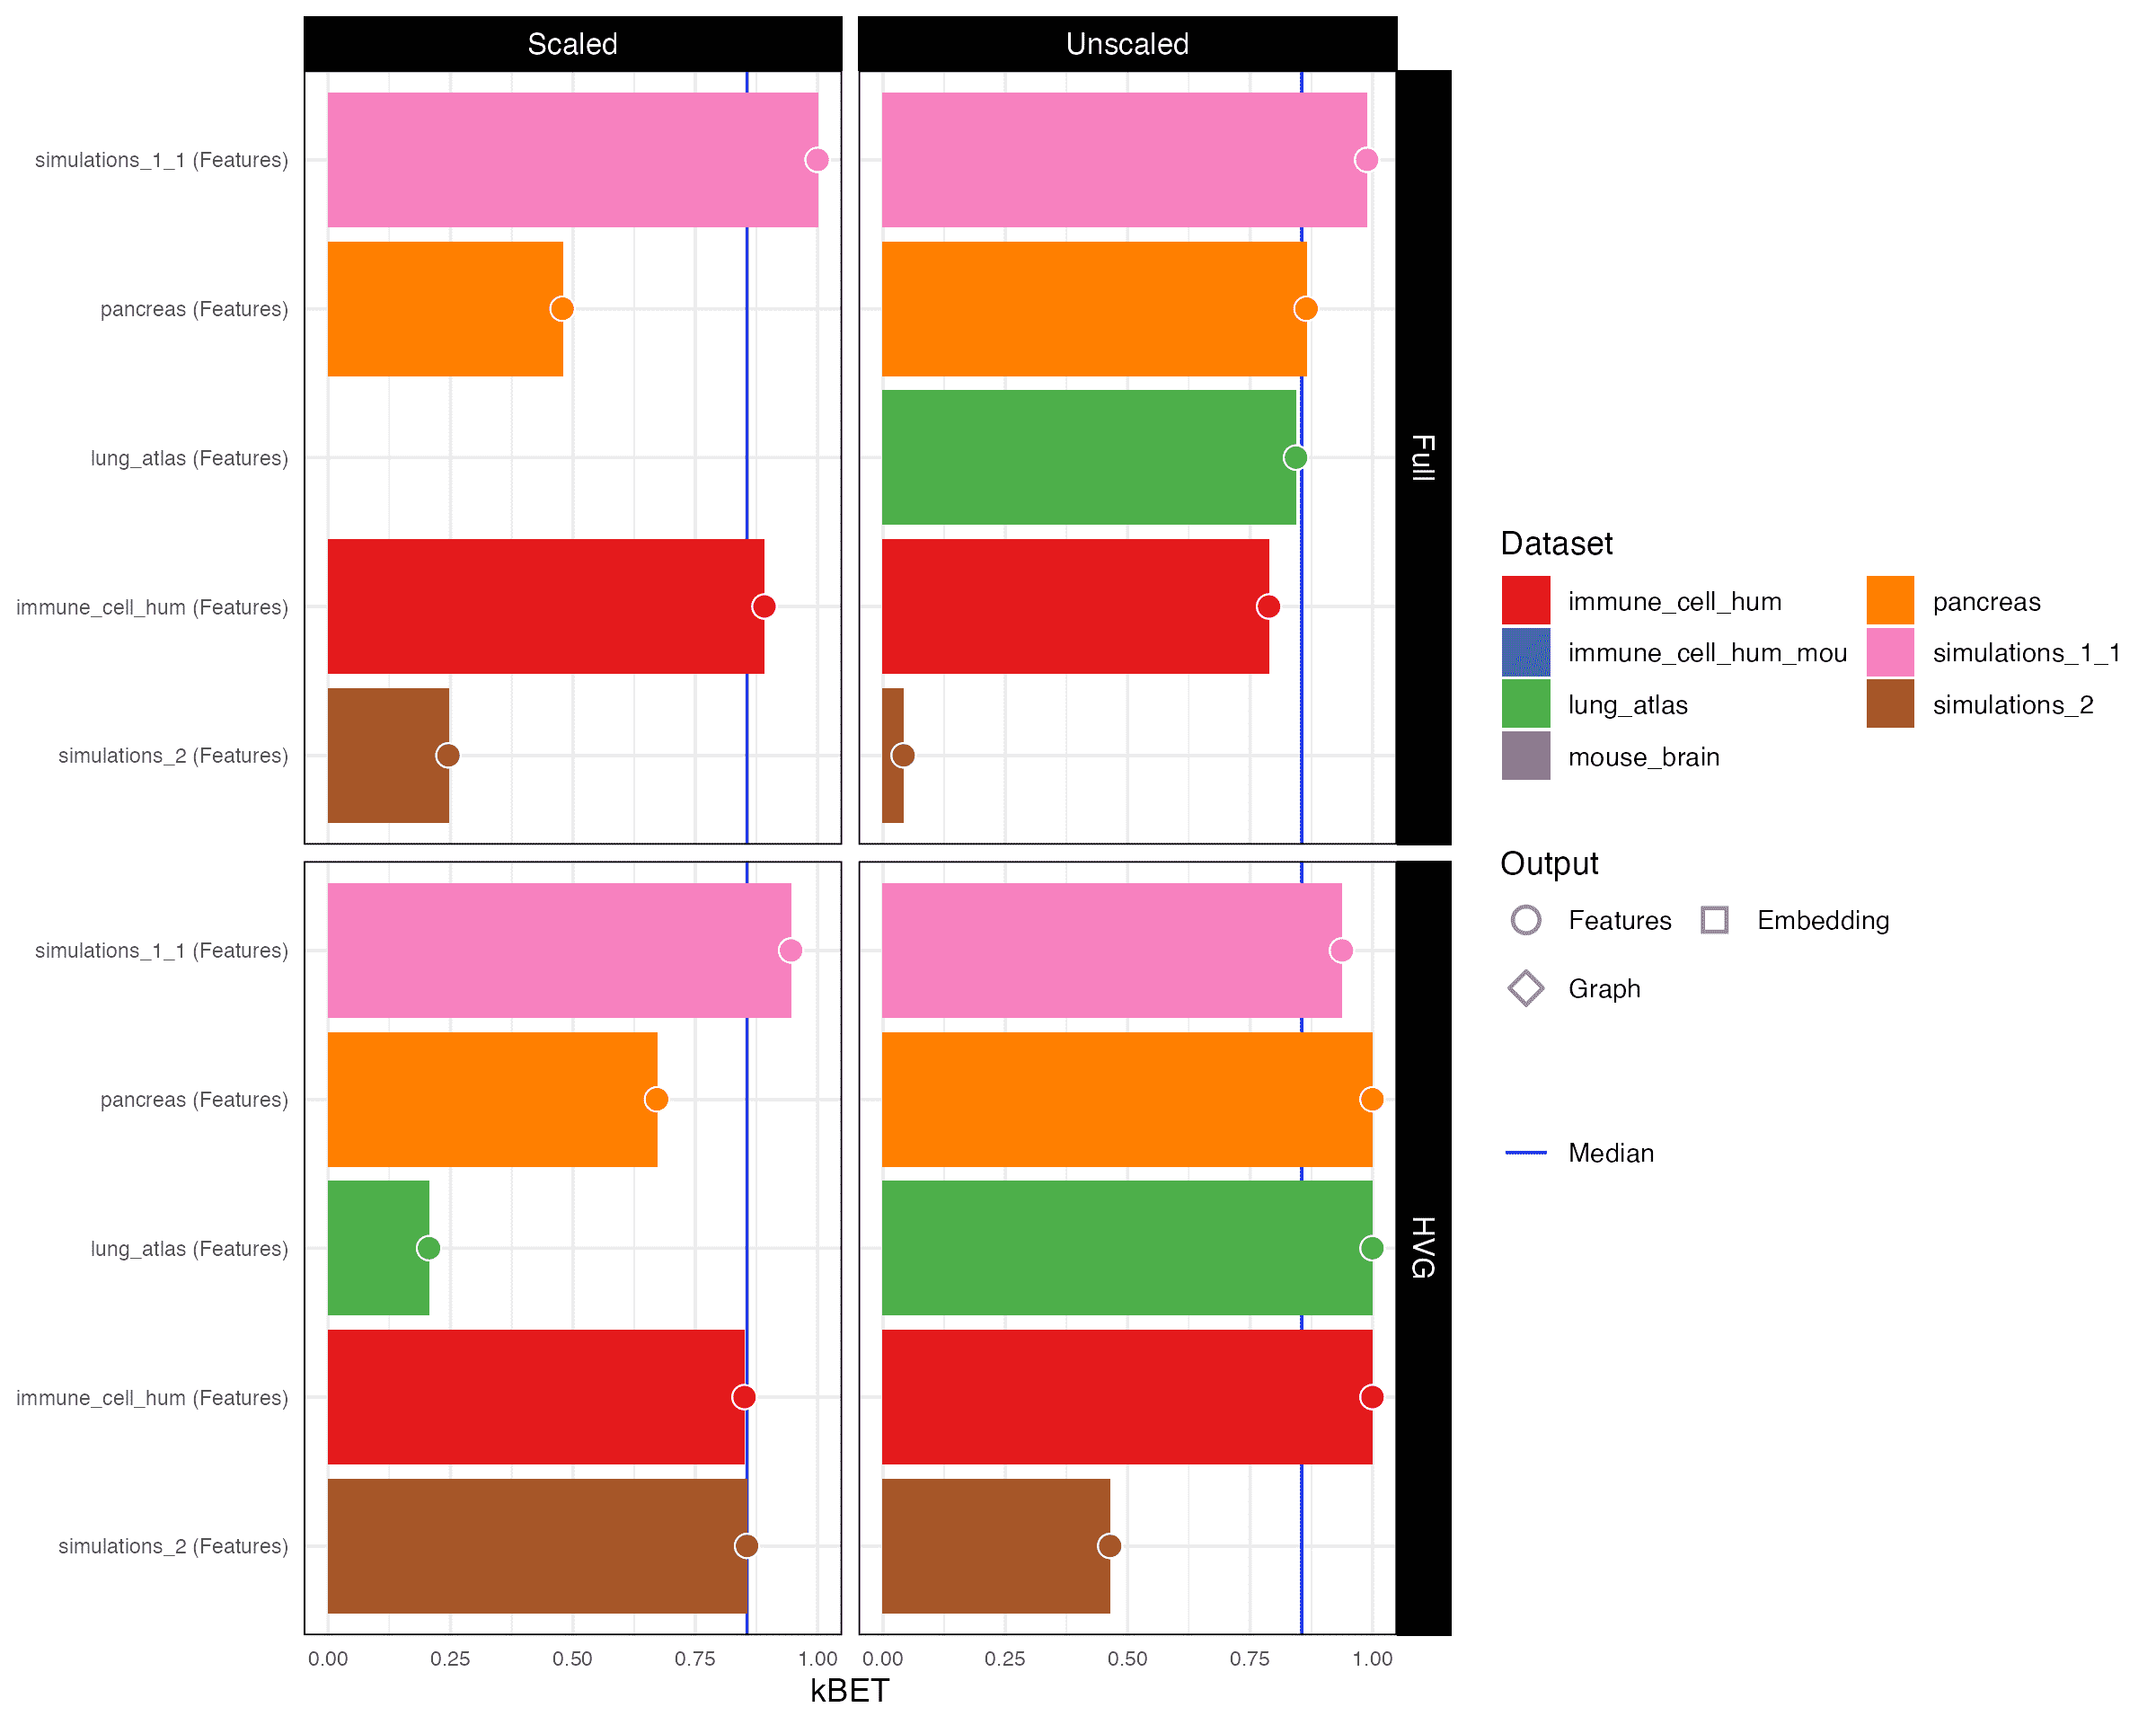 Scaled
Unscaled
simulations_1_1 (Features)
pancreas (Features)
lung_atlas (Features)
immune_cell_hum (Features)
simulations_2 (Features)
Full
simulations_1_1 (Features)
pancreas (Features)
lung_atlas (Features)
immune_cell_hum (Features)
simulations_2 (Features)
HVG
0.00 0.25 0.50 0.75 1.00
0.00 0.25 0.50 0.75 1.00
kBET
Dataset
immune_cell_hum
immune_cell_hum_mou
lung_atlas
mouse_brain
pancreas
simulations_1_1
simulations_2
Output
Features
Embedding
Graph
Median